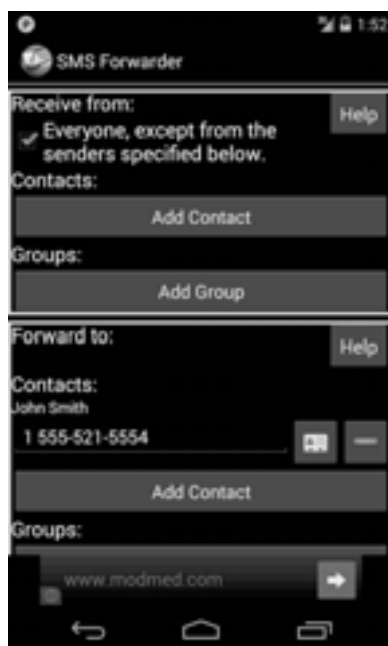 1:52
SMS Forwarder
Receive from:
Help
Everyone, except from the
senders specified below.
Contacts:
Add Contact
Groups:
Add Group
Forward to:
Help
Contacts:
John Smith
1 555-521-5554
Add Contact
Groups:
www.modmed.com